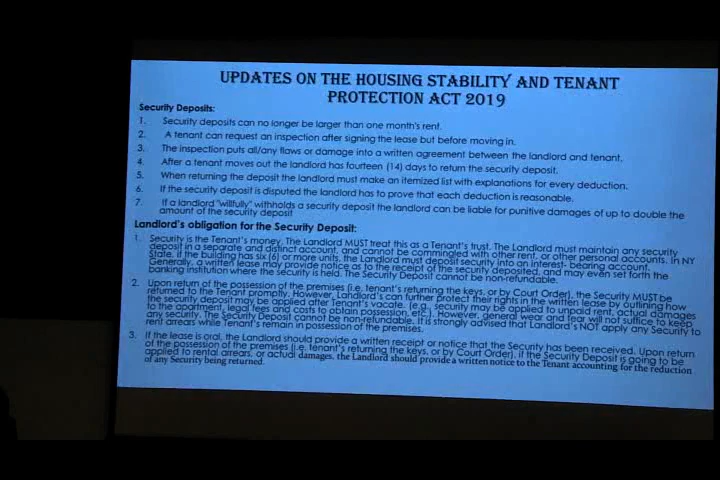 UPDATES ON THE HOUSING STABILITY AND TENANT
PROTECTION ACT 2019
Security Deposits:
1. Security deposits can no longer be larger than one month's rent.
2. A tenant can request an inspection after signing the lease but before moving in.
3. The inspection puts all/any flaws or damage into a written agreement between the landlord and tenant.
4. After a tenant moves out the landlord has fourteen (14) days to return the security deposit.
5. When returning the deposit the landlord must make an itemized list with explanations for every deduction.
6. If the security deposit is disputed the landlord has to prove that each deduction is reasonable.
7. If a landlord "willfully" withholds a security deposit the landlord can be liable for punitive damages of up to double the
amount of the security deposit
Landlord's obligation for the Security Deposit:
1. Security is the Tenant's money. The Landlord MUST treat this as a Tenant's trust. The Landlord must maintain any security
deposit in a separate and distinct account, and cannot be commingled with other rent, or other personal accounts. In NY
State, if the building has six (6) or more units, the Landlord must deposit security into an interest- bearing account.
Generally, a written lease may provide notice as to the receipt of the security deposited, and may even set forth the
banking institution where the security is held. The Security Deposit cannot be non-refundable.
2. Upon return of the possession of the premises (i.e. tenant's returning the keys, or by Court Order), the Security MUST be
returned to the Tenant promptly. However, Landlord's can further protect their rights in the written lease by outlining how
the security deposit may be applied after Tenant's vacate. (e.g., security may be applied to unpaid rent, actual damages
to the apartment, legal fees and costs to obtain possession, etc.). However, general wear and tear will not suffice to keep
any security. The Security Deposit cannot be non-refundable. It is strongly advised that Landlord's NOT apply any Security to
rent arrears while Tenant's remain in possession of the premises.
3. If the lease is oral, the Landlord should provide a written receipt or notice that the Security has been received. Upon return
of the possession of the premises (i.e. tenant's returning the keys, or by Court Order), if the Security Deposit is going to be
applied to rental arrears, or actual damages, the Landlord should provide a written notice to the Tenant accounting for the reduction
of any Security being returned.